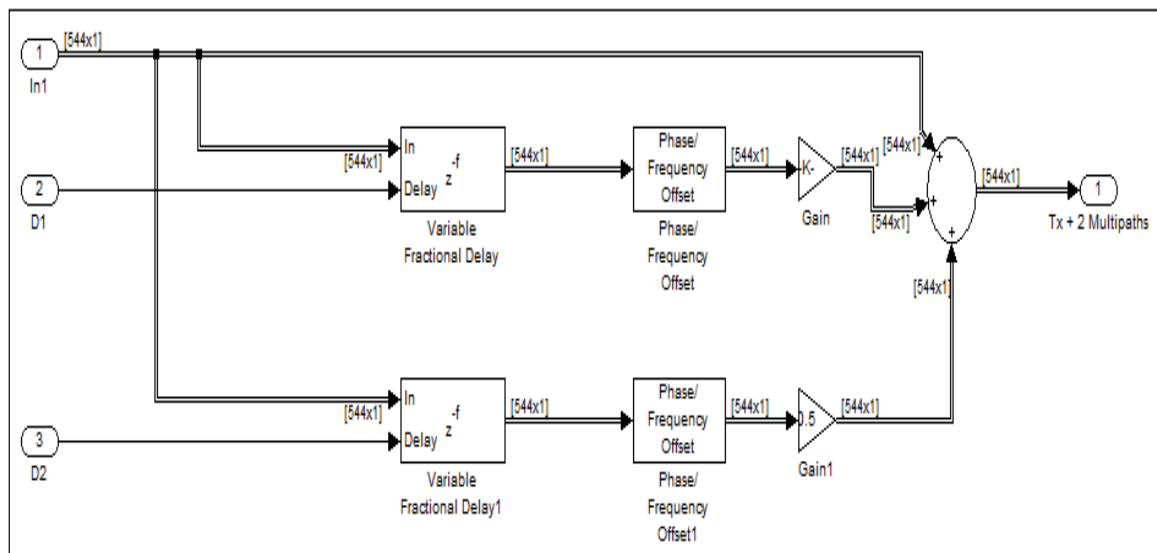 [544x1]
1
In1
In
[544x1]
-f
z
Delay
[544x1]
Variable
Fractional Delay
2
D1
Phase/
Frequency
Offset
[544x1]
Phase/
Frequency
Offset
-K-
[544x1]
Gain
[544x1]
[544x1]
+
+
+
[544x1]
[544x1]
1
Tx + 2 Multipaths
In
[544x1]
-f
z
Delay
[544x1]
Variable
Fractional Delay1
3
D2
Phase/
Frequency
Offset
[544x1]
Phase/
Frequency
Offset1
0.5
[544x1]
Gain1